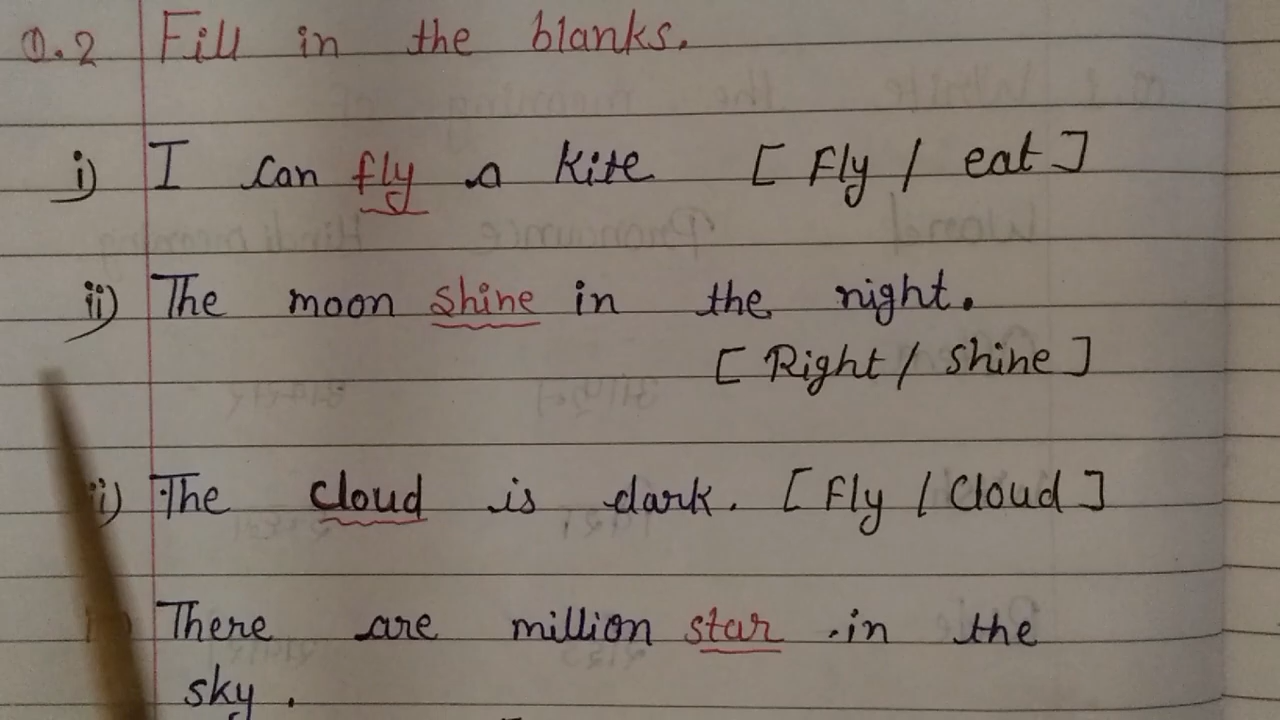 Q.2 Fill in the blanks.
i) I can fly a kite [ Fly / eat ]
ii) The moon shine in the night.
[ Right / shine ]
ii) The cloud is dark. [ Fly / Cloud ]
There are million star in the
sky.